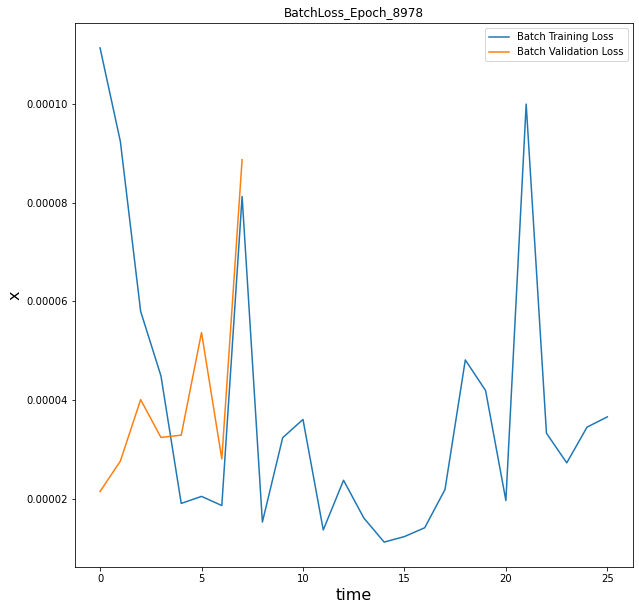 BatchLoss_Epoch_8978
Batch Training Loss
Batch Validation Loss
0.00010
0.00008
0.00006
0.00004
0.00002
x
0 5 10 15 20 25
time